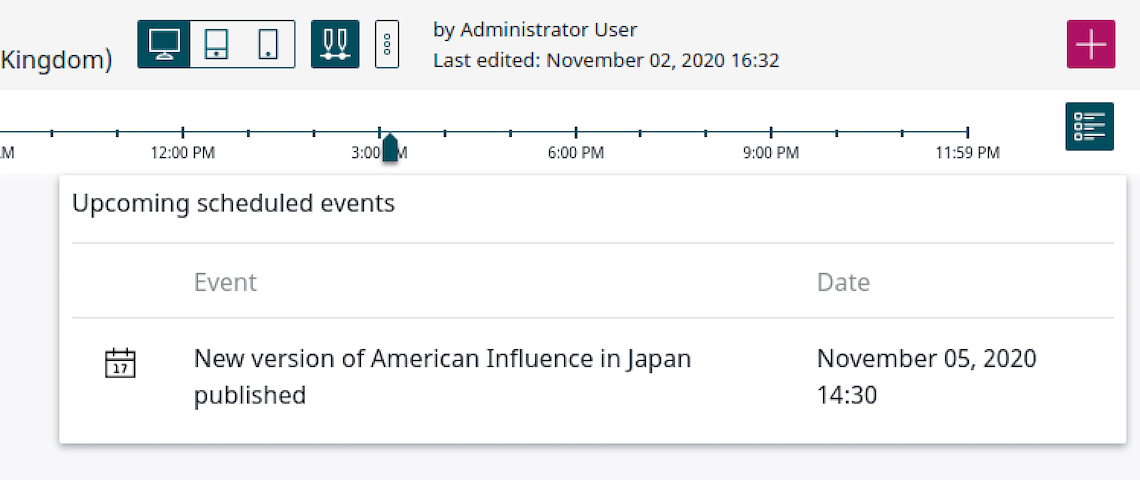 by Administrator User
Kingdom)
Last edited: November 02, 2020 16:32
12:00 PM 3:00 6:00 PM 9:00 PM 11:59 PM
Upcoming scheduled events
Event Date
17 New version of American Influence in Japan November 05, 2020
published 14:30